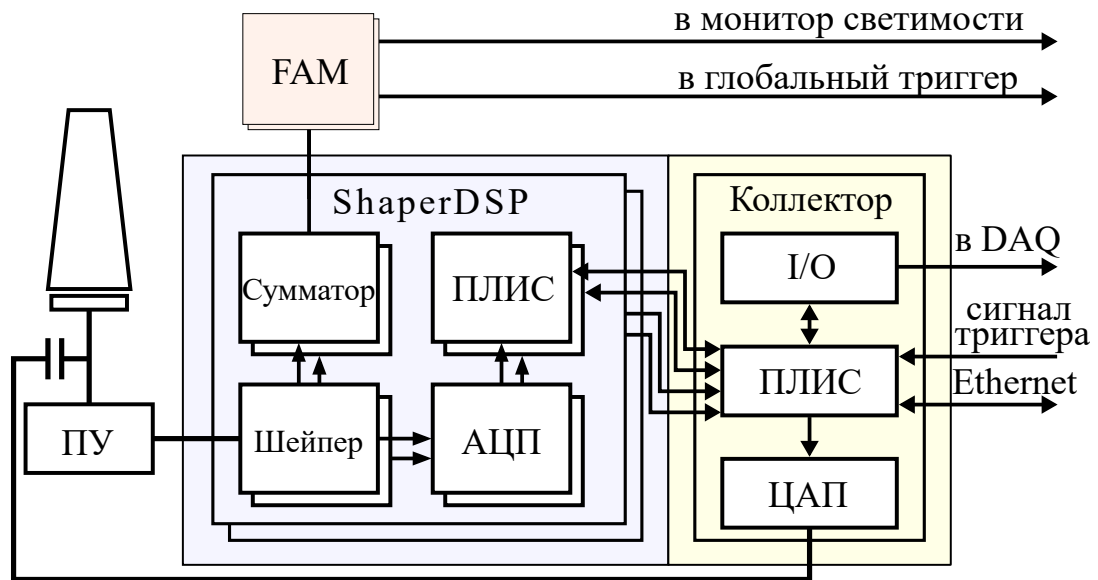 в монитор светимости
FAM
в глобальный триггер
ShaperDSP
Коллектор
Сумматор
ПЛИС
I/O
в DAQ
сигнал
триггера
ПЛИС
Ethernet
ПУ
Шейпер
АЦП
ЦАП